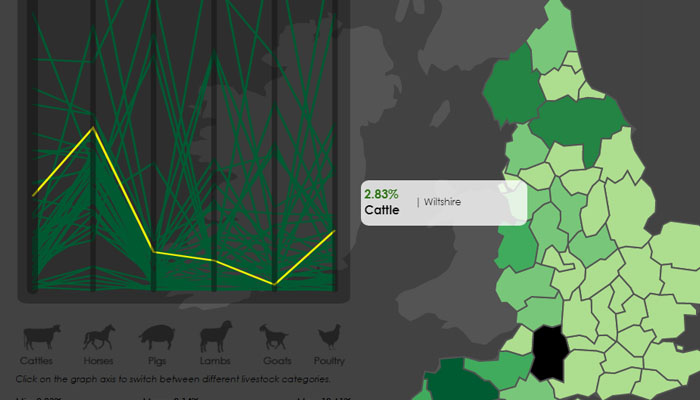 2.83%
Cattle | Wiltshire
Cattles Horses Pigs Lambs Goats Poultry
Click on the graph axis to switch between different livestock categories.